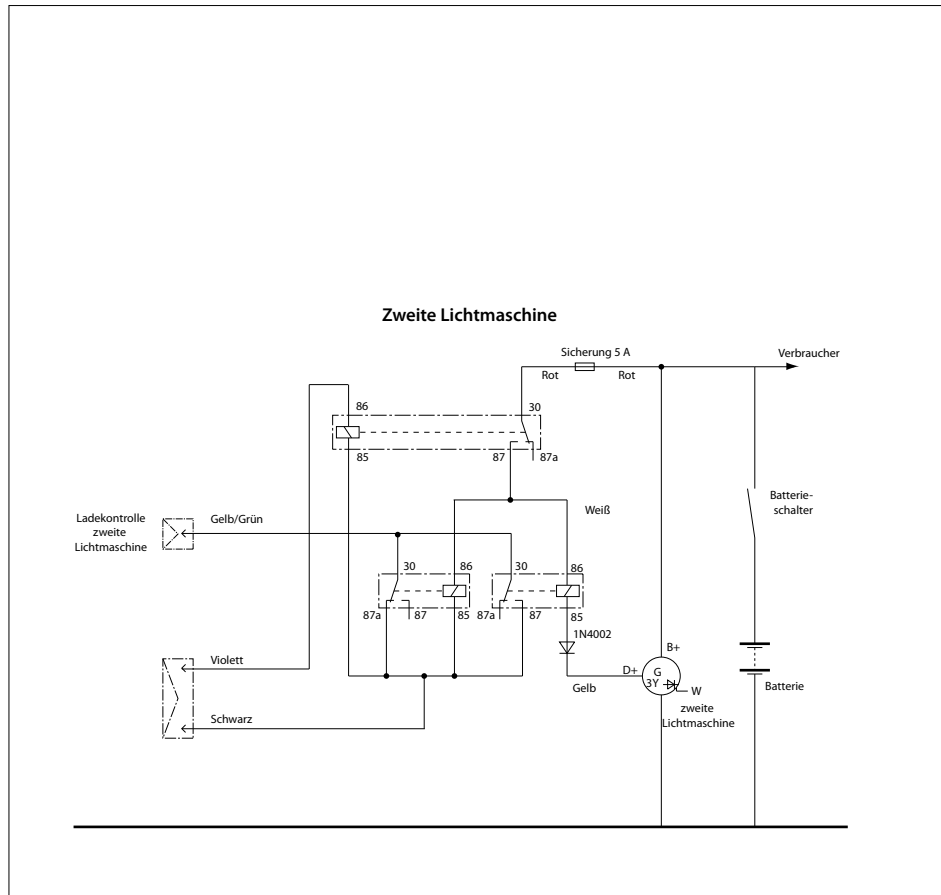 Zweite Lichtmaschine
Sicherung 5 A
Verbraucher
Rot
Rot
86
30
85
87
87a
Weiß
Batterie-
schalter
Ladekontrolle
zweite
Lichtmaschine
Gelb/Grün
30
86
30
86
87a
87
85
87a
87
85
1N4002
B+
Violett
D+
G
3Y
W
Gelb
Batterie
zweite
Lichtmaschine
Schwarz